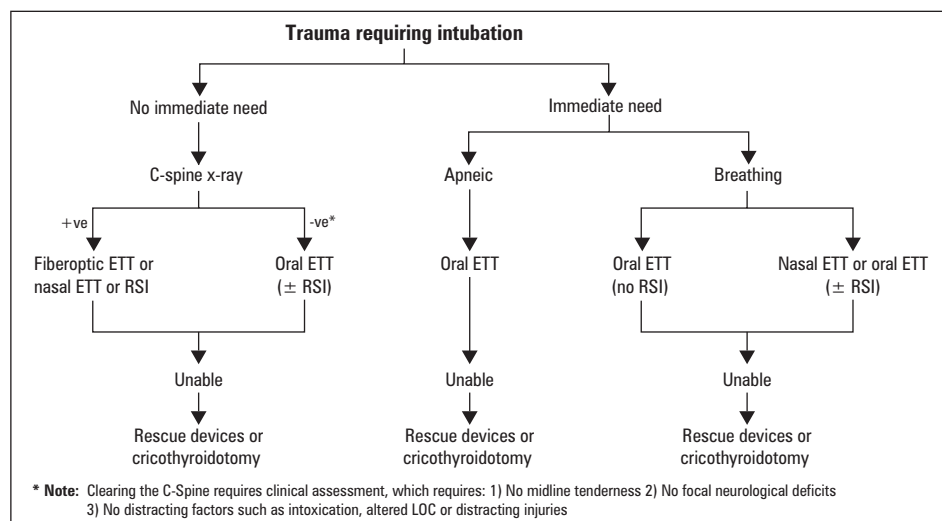 Trauma requiring intubation
No immediate need
Immediate need
C-spine x-ray
Apneic
Breathing
+ve
-ve*
Fiberoptic ETT or
nasal ETT or RSI
Oral ETT
(± RSI)
Oral ETT
Oral ETT
(no RSI)
Nasal ETT or oral ETT
(± RSI)
Unable
Unable
Unable
Rescue devices or
cricothyroidotomy
Rescue devices or
cricothyroidotomy
Rescue devices or
cricothyroidotomy
* Note: Clearing the C-Spine requires clinical assessment, which requires: 1) No midline tenderness 2) No focal neurological deficits
3) No distracting factors such as intoxication, altered LOC or distracting injuries